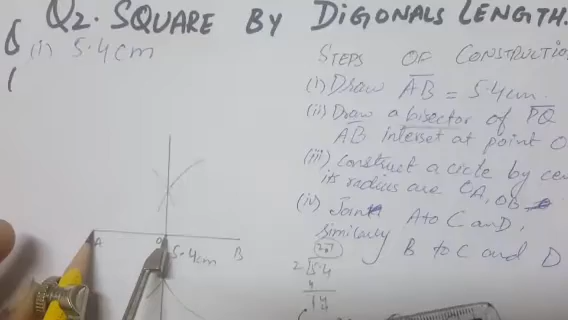 Q2. SQUARE BY DIGONALS LENGTH.
(i) 5.4cm
STEPS OF CONSTRUCTIO
(i) Draw AB = 5.4cm.
(ii) Draw a bisector of PQ
AB interset at point O
(iii) Construct a circle by cen
its radius are OA, OB
(iv) Joint A to C and D,
Similarly B to C and D
A
O
5.4cm
B
2.7
2 5.4
4
14